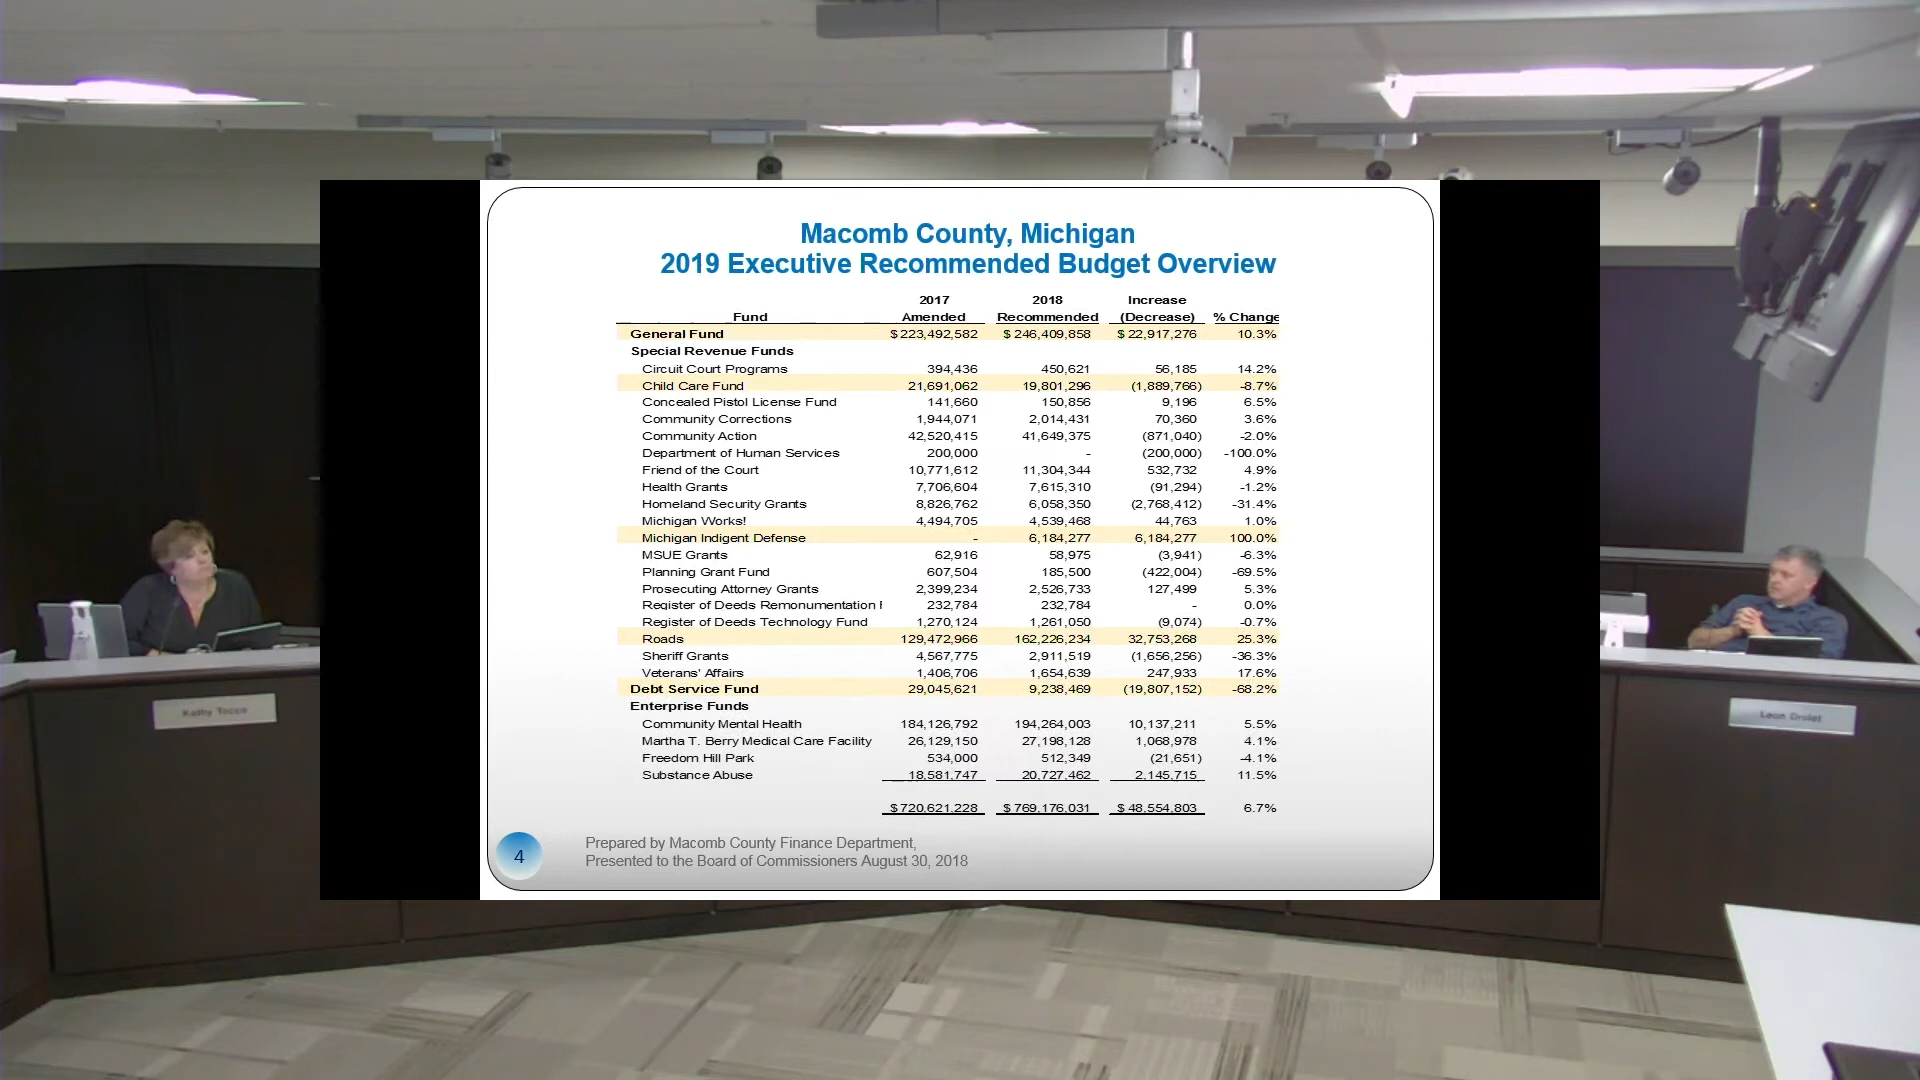 Macomb County, Michigan
2019 Executive Recommended Budget Overview
2017 2018 Increase
Fund Amended Recommended (Decrease) % Change
General Fund $ 223,492,582 $ 246,409,858 $ 22,917,276 10.3%
Special Revenue Funds
Circuit Court Programs 394,436 450,621 56,185 14.2%
Child Care Fund 21,691,062 19,801,296 (1,889,766) -8.7%
Concealed Pistol License Fund 141,660 150,856 9,196 6.5%
Community Corrections 1,944,071 2,014,431 70,360 3.6%
Community Action 42,520,415 41,649,375 (871,040) -2.0%
Department of Human Services 200,000 - (200,000) -100.0%
Friend of the Court 10,771,612 11,304,344 532,732 4.9%
Health Grants 7,706,604 7,615,310 (91,294) -1.2%
Homeland Security Grants 8,826,762 6,058,350 (2,768,412) -31.4%
Michigan Works! 4,494,705 4,539,468 44,763 1.0%
Michigan Indigent Defense - 6,184,277 6,184,277 100.0%
MSUE Grants 62,916 58,975 (3,941) -6.3%
Planning Grant Fund 607,504 185,500 (422,004) -69.5%
Prosecuting Attorney Grants 2,399,234 2,526,733 127,499 5.3%
Register of Deeds Remonumentation F 232,784 232,784 - 0.0%
Register of Deeds Technology Fund 1,270,124 1,261,050 (9,074) -0.7%
Roads 129,472,966 162,226,234 32,753,268 25.3%
Sheriff Grants 4,567,775 2,911,519 (1,656,256) -36.3%
Veterans' Affairs 1,406,706 1,654,639 247,933 17.6%
Debt Service Fund 29,045,621 9,238,469 (19,807,152) -68.2%
Enterprise Funds
Community Mental Health 184,126,792 194,264,003 10,137,211 5.5%
Martha T. Berry Medical Care Facility 26,129,150 27,198,128 1,068,978 4.1%
Freedom Hill Park 534,000 512,349 (21,651) -4.1%
Substance Abuse 18,581,747 20,727,462 2,145,715 11.5%
$ 720,621,228 $ 769,176,031 $ 48,554,803 6.7%
4
Prepared by Macomb County Finance Department,
Presented to the Board of Commissioners August 30, 2018
Kathy Tocco
Leon Drolet